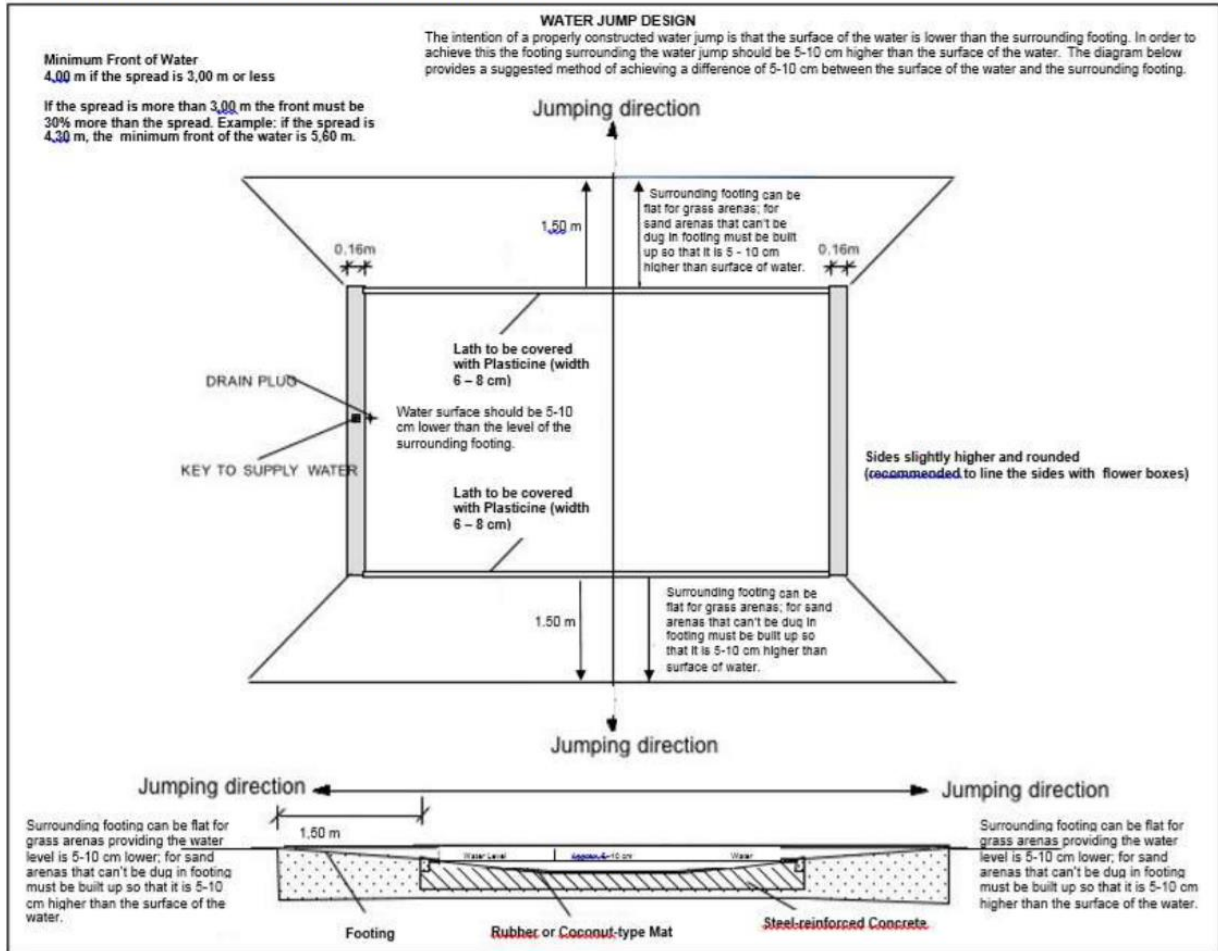 WATER JUMP DESIGN
The intention of a properly constructed water jump is that the surface of the water is lower than the surrounding footing. In order to
achieve this the footing surrounding the water jump should be 5-10 cm higher than the surface of the water. The diagram below
provides a suggested method of achieving a difference of 5-10 cm between the surface of the water and the surrounding footing.
Minimum Front of Water
4,00 m if the spread is 3,00 m or less
If the spread is more than 3,00 m the front must be
30% more than the spread. Example: if the spread is
4,30 m, the minimum front of the water is 5,60 m.
Jumping direction
1,50 m
Surrounding footing can be
flat for grass arenas; for
sand arenas that can't be
dug in footing must be built
up so that it is 5 - 10 cm
higher than surface of water.
0,16m
0,16m
Lath to be covered
with Plasticine (width
6 – 8 cm)
DRAIN PLUG
Water surface should be 5-10
cm lower than the level of the
surrounding footing.
KEY TO SUPPLY WATER
Sides slightly higher and rounded
(recommended to line the sides with flower boxes)
Lath to be covered
with Plasticine (width
6 – 8 cm)
1.50 m
Surrounding footing can be
flat for grass arenas; for sand
arenas that can't be dug in
footing must be built up so
that it is 5-10 cm higher than
surface of water.
Jumping direction
Jumping direction
Jumping direction
Surrounding footing can be flat for
grass arenas providing the water
level is 5-10 cm lower; for sand
arenas that can't be dug in footing
must be built up so that it is 5-10
cm higher than the surface of the
water.
1,50 m
Water Level
10 cm
Water
Surrounding footing can be flat for
grass arenas providing the water
level is 5-10 cm lower; for sand
arenas that can't be dug in footing
must be built up so that it is 5-10 cm
higher than the surface of the water.
Footing
Rubber or Coconut-type Mat
Steel-reinforced Concrete